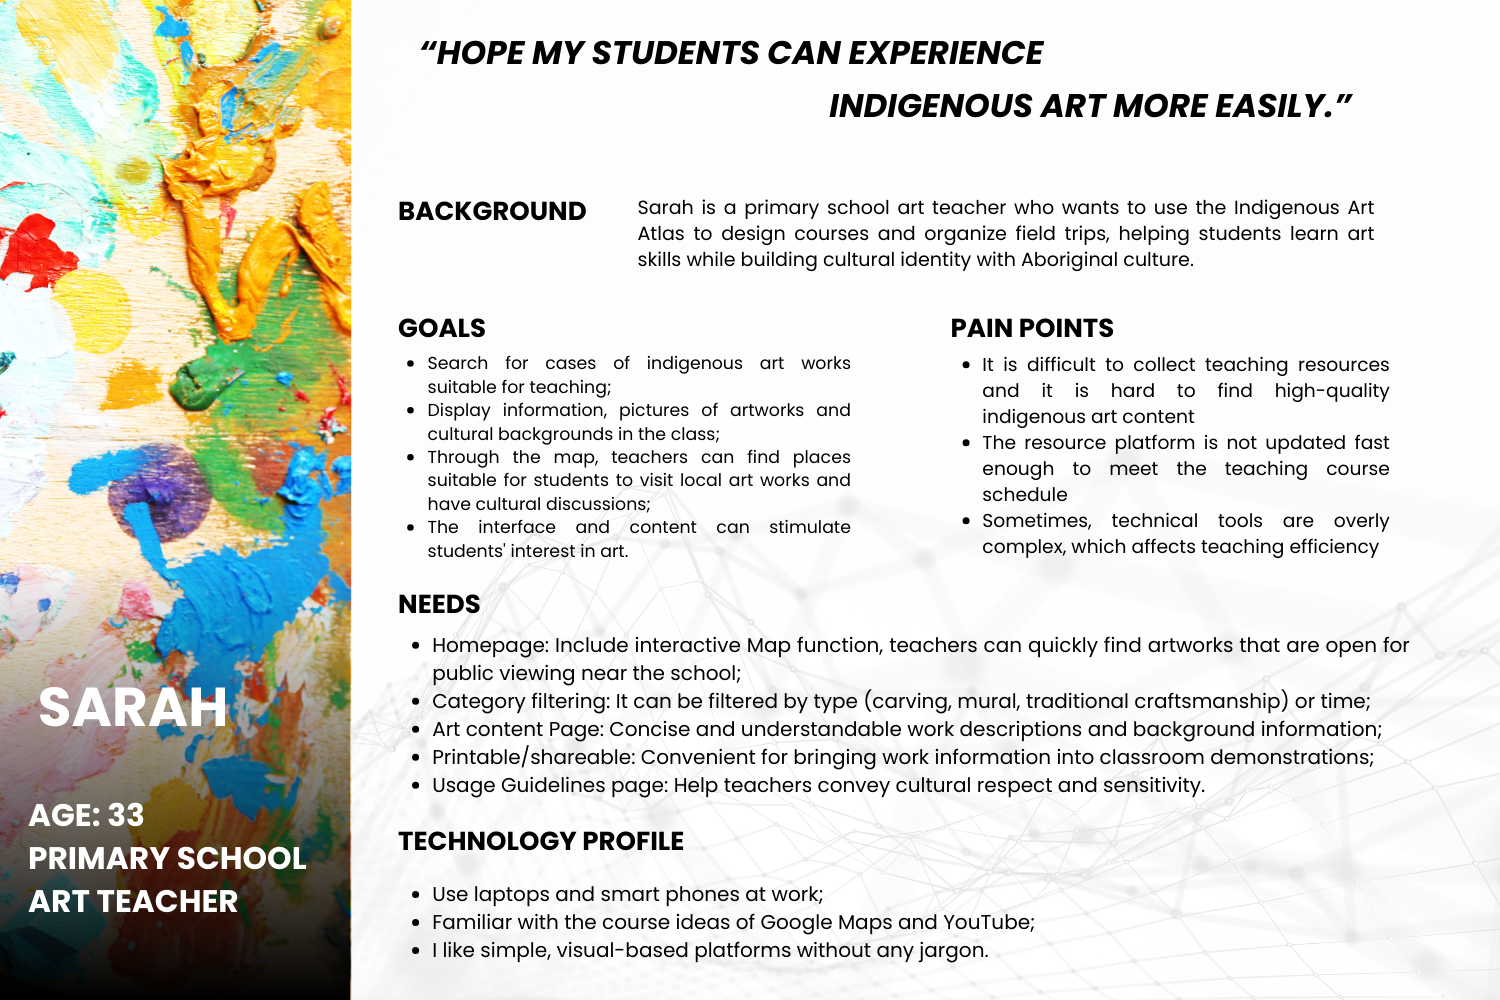 “HOPE MY STUDENTS CAN EXPERIENCE
INDIGENOUS ART MORE EASILY.”
BACKGROUND
Sarah is a primary school art teacher who wants to use the Indigenous Art
Atlas to design courses and organize field trips, helping students learn art
skills while building cultural identity with Aboriginal culture.
GOALS
• Search for cases of indigenous art works
suitable for teaching;
• Display information, pictures of artworks and
cultural backgrounds in the class;
• Through the map, teachers can find places
suitable for students to visit local art works and
have cultural discussions;
• The interface and content can stimulate
students' interest in art.
PAIN POINTS
• It is difficult to collect teaching resources
and it is hard to find high-quality
indigenous art content
• The resource platform is not updated fast
enough to meet the teaching course
schedule
• Sometimes, technical tools are overly
complex, which affects teaching efficiency
NEEDS
• Homepage: Include interactive Map function, teachers can quickly find artworks that are open for
public viewing near the school;
• Category filtering: It can be filtered by type (carving, mural, traditional craftsmanship) or time;
• Art content Page: Concise and understandable work descriptions and background information;
• Printable/shareable: Convenient for bringing work information into classroom demonstrations;
• Usage Guidelines page: Help teachers convey cultural respect and sensitivity.
TECHNOLOGY PROFILE
• Use laptops and smart phones at work;
• Familiar with the course ideas of Google Maps and YouTube;
• I like simple, visual-based platforms without any jargon.
SARAH
AGE: 33
PRIMARY SCHOOL
ART TEACHER